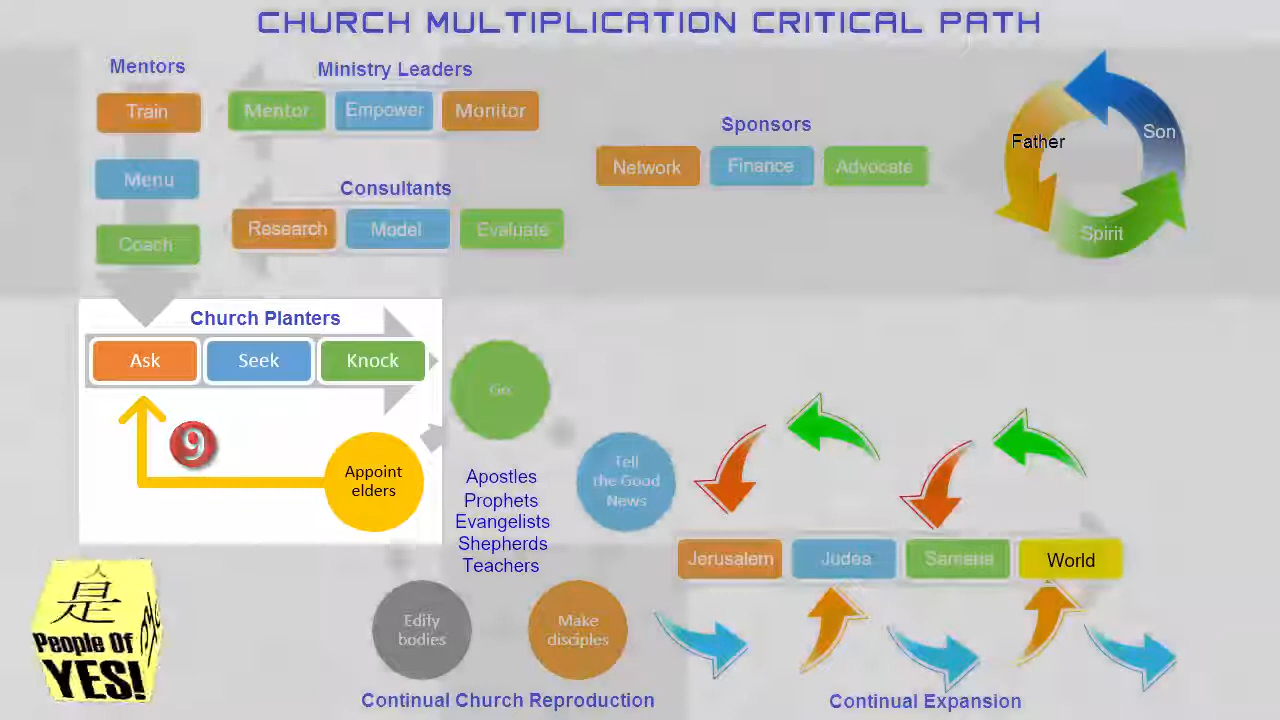 CHURCH MULTIPLICATION CRITICAL PATH
Mentors
Train
Menu
Coach
Ministry Leaders
Mentor Empower Monitor
Consultants
Research Model Evaluate
Sponsors
Network Finance Advocate
Father
Son
Spirit
Church Planters
Ask Seek Knock
9
Appoint
elders
Go
Tell
the Good
News
Apostles
Prophets
Evangelists
Shepherds
Teachers
Edify
bodies
Make
disciples
Continual Church Reproduction
Jerusalem Judea Samaria World
Continual Expansion
是
People Of
YES!